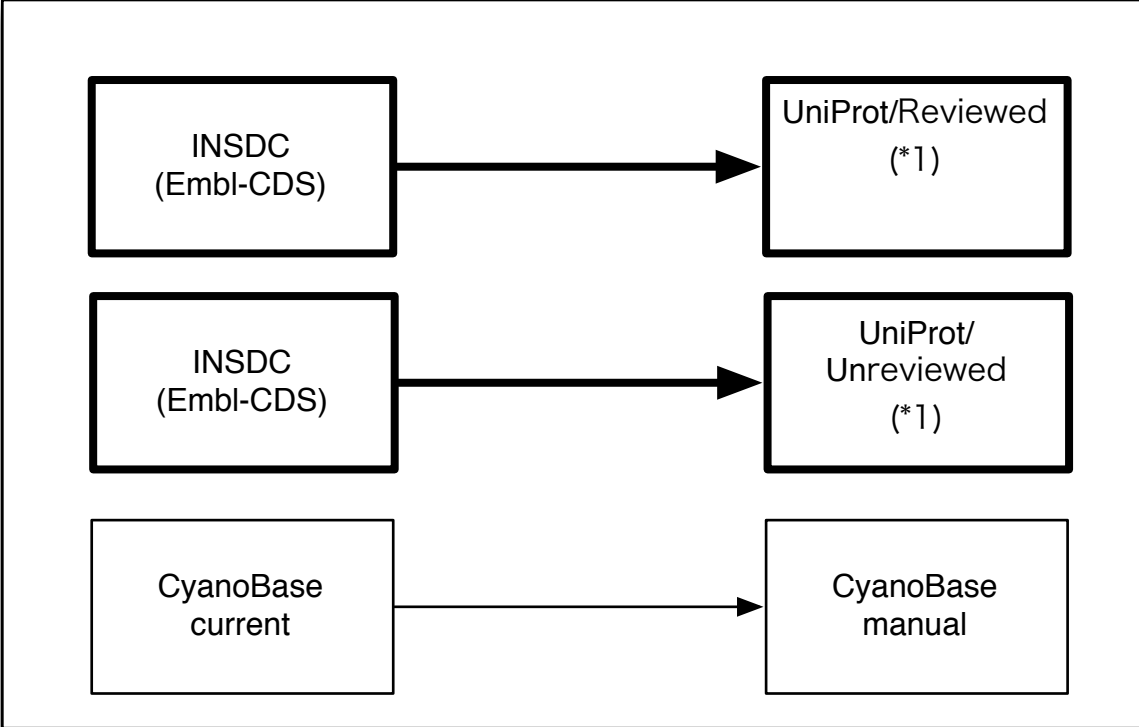 INSDC
(Embl-CDS)
UniProt/Reviewed
(*1)
INSDC
(Embl-CDS)
UniProt/
Unreviewed
(*1)
CyanoBase
current
CyanoBase
manual